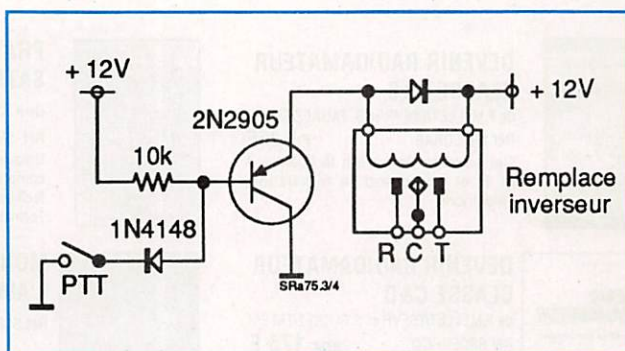 + 12V
2N2905
+ 12V
10k
Remplace
inverseur
1N4148
R C T
PTT
SRa75.3/4